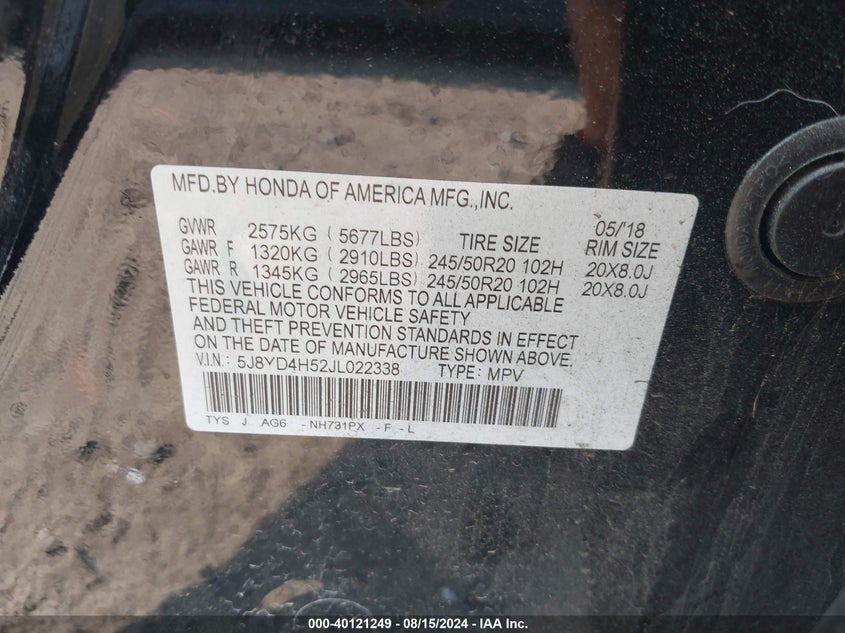 MFD.BY HONDA OF AMERICA MFG.,INC.
05/'18
GVWR 2575KG ( 5677LBS) TIRE SIZE RIM SIZE
GAWR F 1320KG ( 2910LBS) 245/50R20 102H 20X8.0J
GAWR R 1345KG ( 2965LBS) 245/50R20 102H 20X8.0J
THIS VEHICLE CONFORMS TO ALL APPLICABLE
FEDERAL MOTOR VEHICLE SAFETY
AND THEFT PREVENTION STANDARDS IN EFFECT
ON THE DATE OF MANUFACTURE SHOWN ABOVE.
V.I.N.: 5J8YD4H52JL022338 TYPE: MPV
TYS J AG6 - NH731PX - F - L
000-40121249 - 08/15/2024 - IAA Inc.